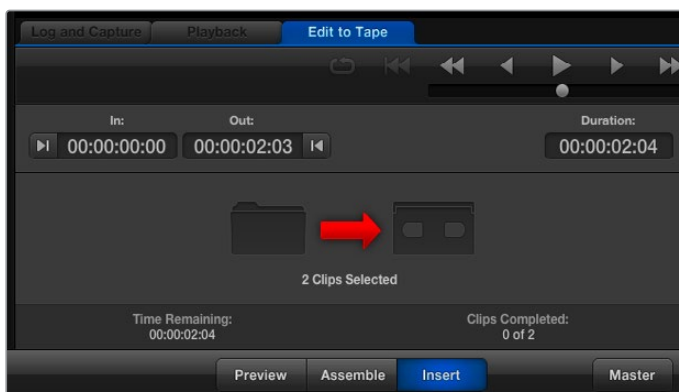 Log and Capture Playback Edit to Tape
In: Out: Duration:
00:00:00:00 00:00:02:03 00:00:02:04
2 Clips Selected
Time Remaining: Clips Completed:
00:00:02:04 0 of 2
Preview Assemble Insert Master